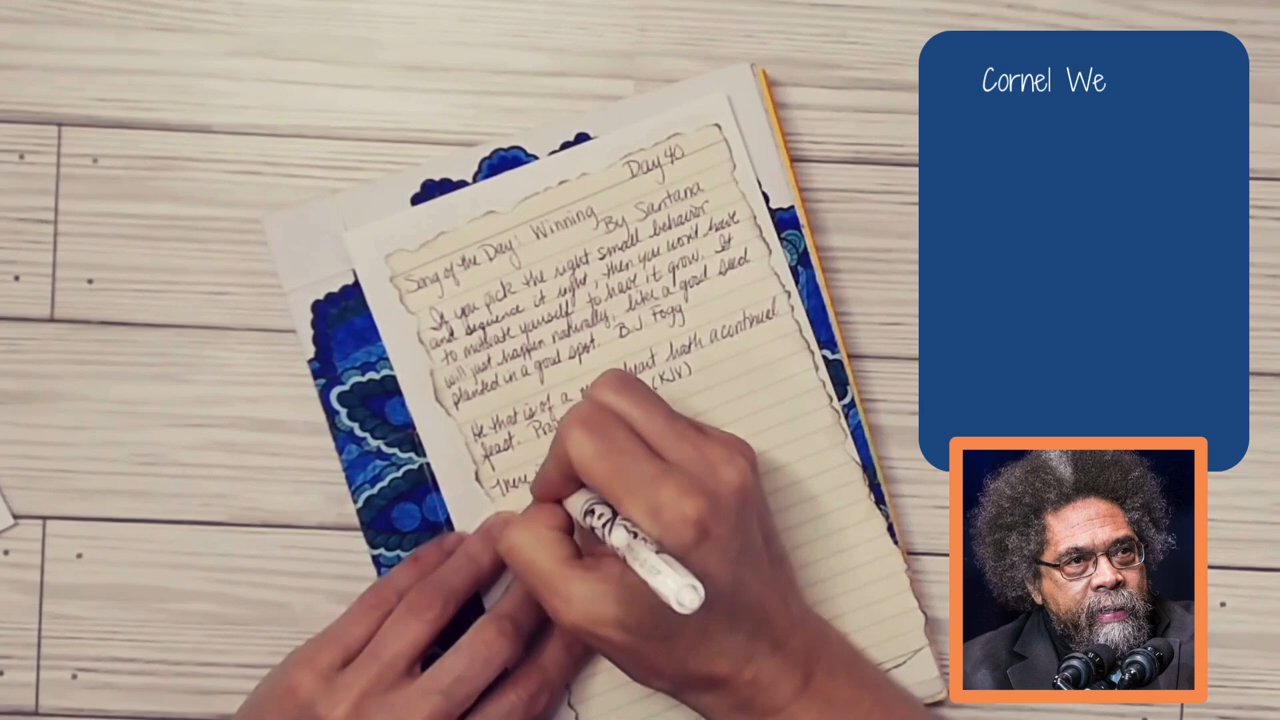 Day 40
Song of the Day: Winning By Santana
If you pick the right small behavior
and sequence it right, then you won't have
to motivate yourself to have it grow. It
will just happen naturally, like a good seed
planted in a good spot. B.J. Fogg
He that is of a heart hath a continual
feast. (KJV)
There
Cornel We